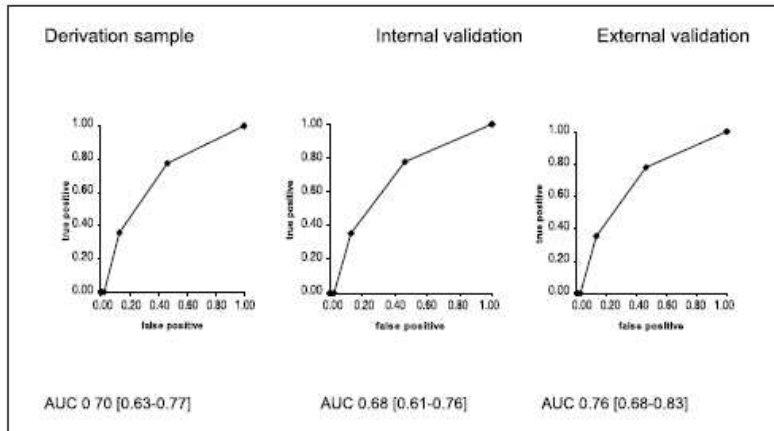 Derivation sample
Internal validation
External validation
1.00
0.80
0.60
0.40
0.20
0.00
true positive
0.00 0.20 0.40 0.60 0.80 1.00
false positive
1.00
0.80
0.60
0.40
0.20
0.00
true positive
0.00 0.20 0.40 0.60 0.80 1.00
false positive
1.00
0.80
0.60
0.40
0.20
0.00
true positive
0.00 0.20 0.40 0.60 0.80 1.00
false positive
AUC 0 70 [0.63-0.77]
AUC 0.68 [0.61-0.76]
AUC 0.76 [0.68-0.83]